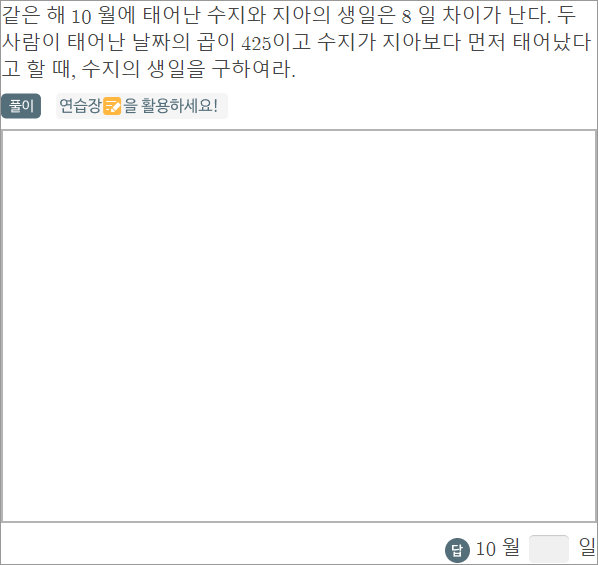 같은 해 10 월에 태어난 수지와 지아의 생일은 8 일 차이가 난다. 두
사람이 태어난 날짜의 곱이 425이고 수지가 지아보다 먼저 태어났다
고 할 때, 수지의 생일을 구하여라.
풀이 연습장📝을 활용하세요!
답 10 월 일